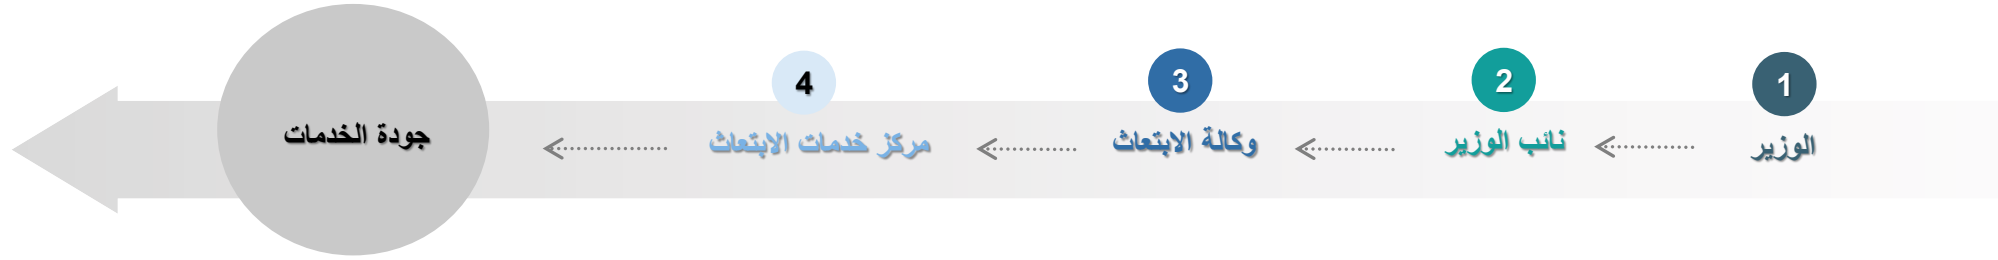 1
الوزير
2
نائب الوزير
3
وكالة الابتعاث
4
مركز خدمات الابتعاث
جودة الخدمات